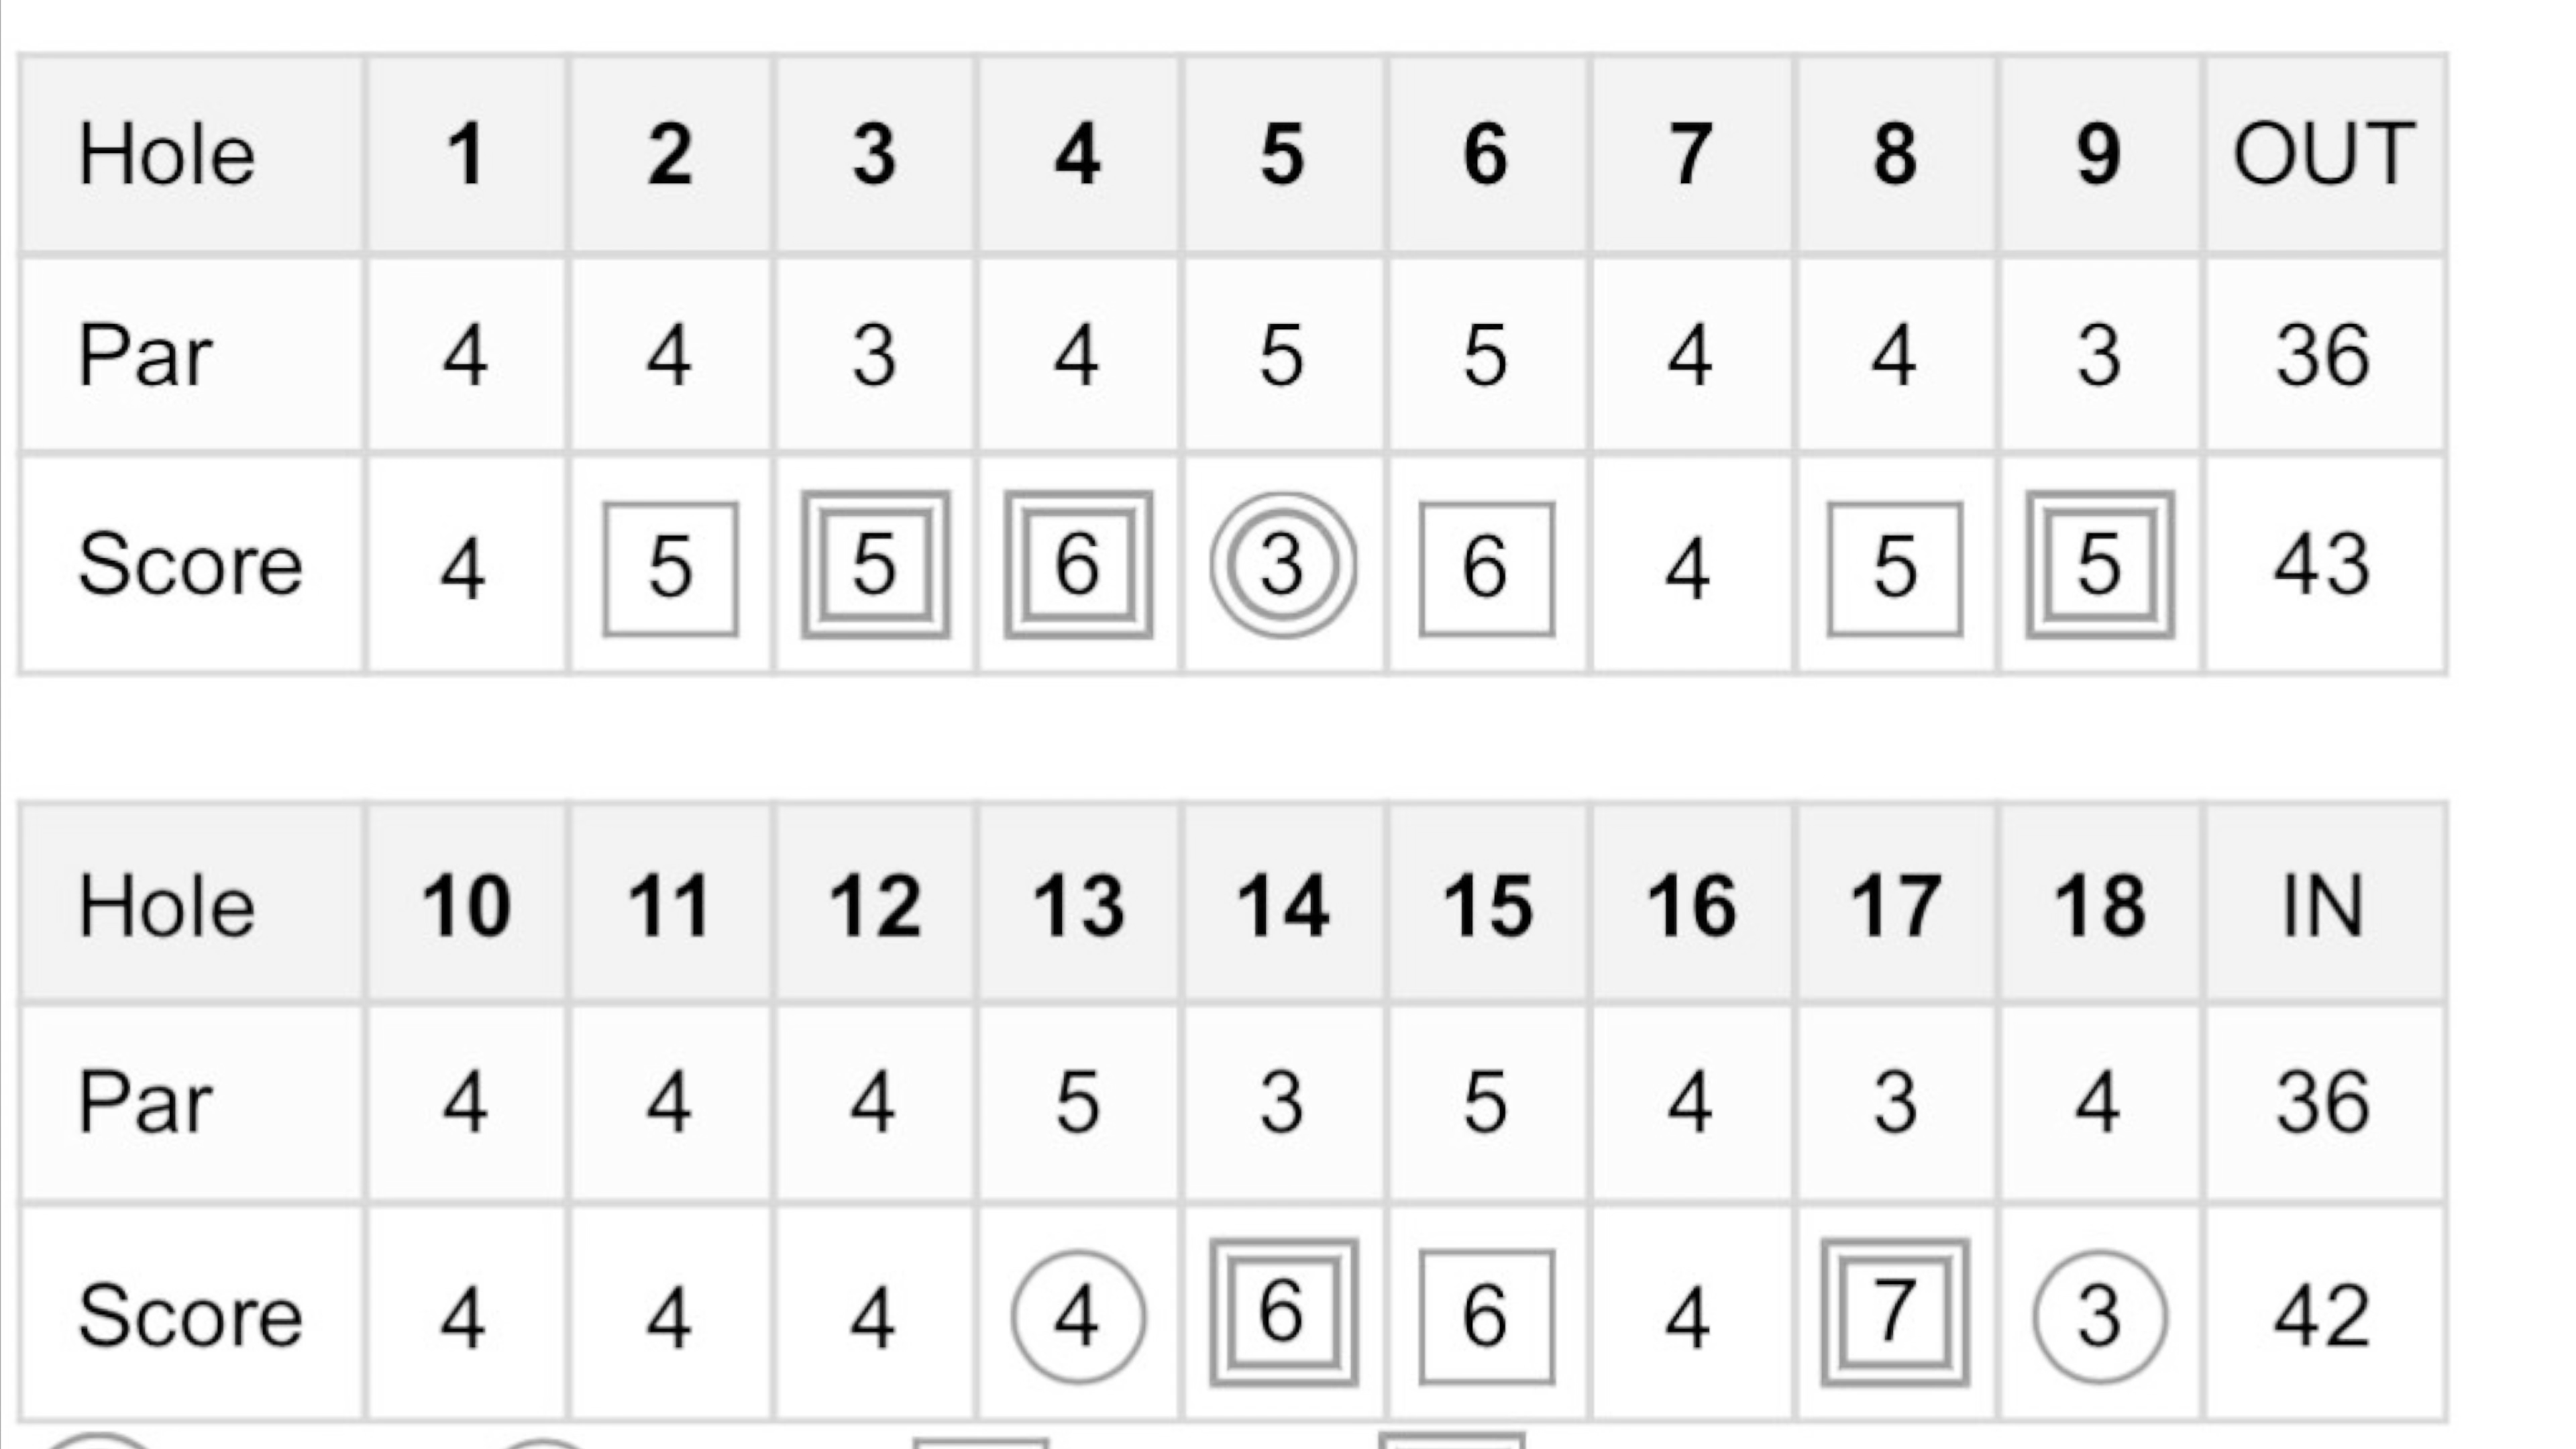 Hole 1 2 3 4 5 6 7 8 9 OUT
Par 4 4 3 4 5 5 4 4 3 36
Score 4 5 5 6 3 6 4 5 5 43
Hole 10 11 12 13 14 15 16 17 18 IN
Par 4 4 4 5 3 5 4 3 4 36
Score 4 4 4 4 6 6 4 7 3 42